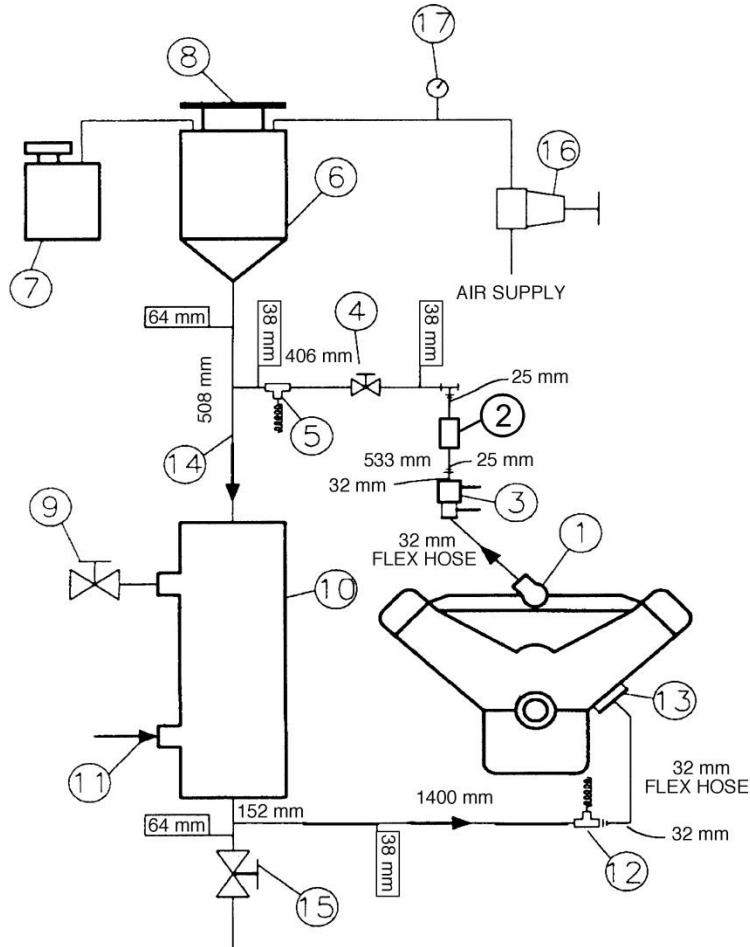 17
8
16
6
7
AIR SUPPLY
64 mm
38 mm
4
38 mm
406 mm
25 mm
508 mm
5
2
14
533 mm
25 mm
32 mm
3
9
32 mm
FLEX HOSE
1
10
13
11
32 mm
FLEX HOSE
152 mm
1400 mm
64 mm
38 mm
32 mm
12
15